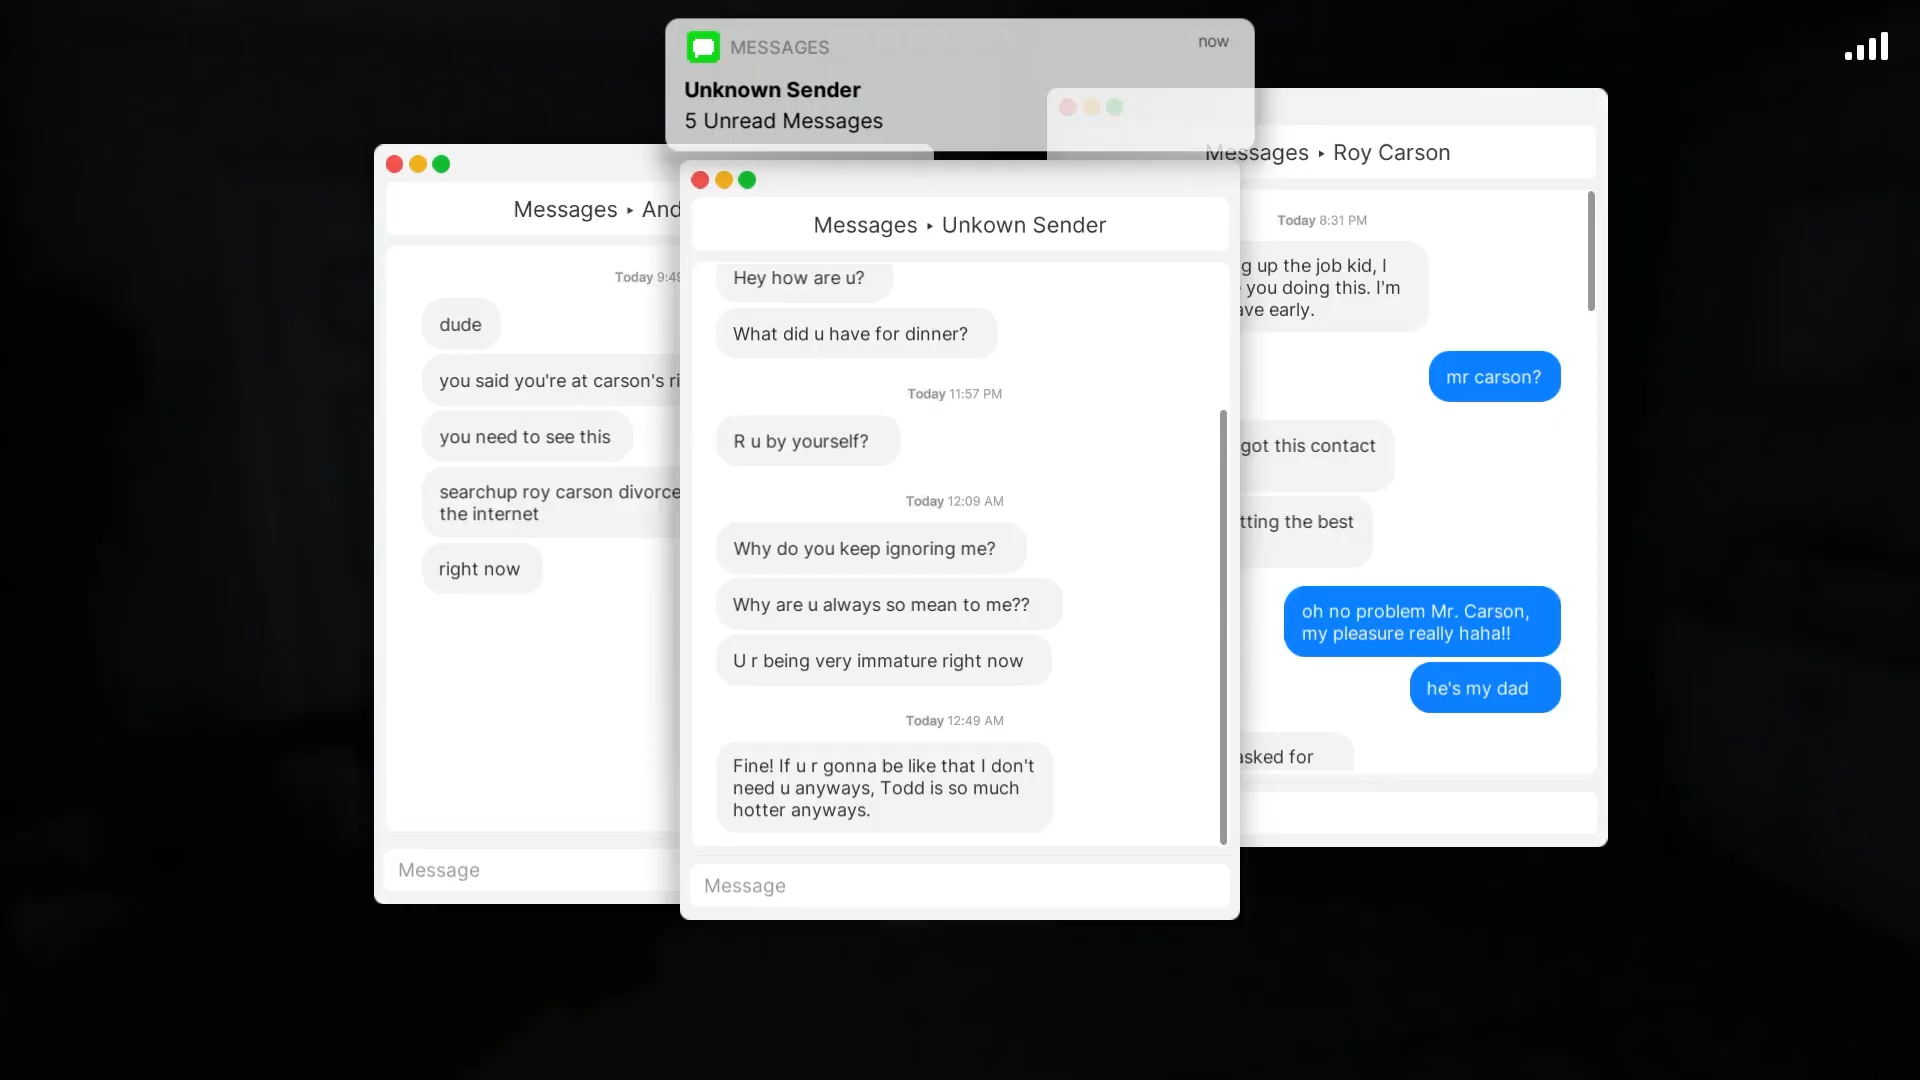 MESSAGES
now
Unknown Sender
5 Unread Messages
Messages ▸ And
Today 9:49
dude
you said you're at carson's ri
you need to see this
searchup roy carson divorce
the internet
right now
Message
Messages ▸ Unkown Sender
Hey how are u?
What did u have for dinner?
Today 11:57 PM
R u by yourself?
Today 12:09 AM
Why do you keep ignoring me?
Why are u always so mean to me??
U r being very immature right now
Today 12:49 AM
Fine! If u r gonna be like that I don't
need u anyways, Todd is so much
hotter anyways.
Message
Messages ▸ Roy Carson
Today 8:31 PM
g up the job kid, I
you doing this. I'm
ave early.
mr carson?
got this contact
tting the best
oh no problem Mr. Carson,
my pleasure really haha!!
he's my dad
asked for